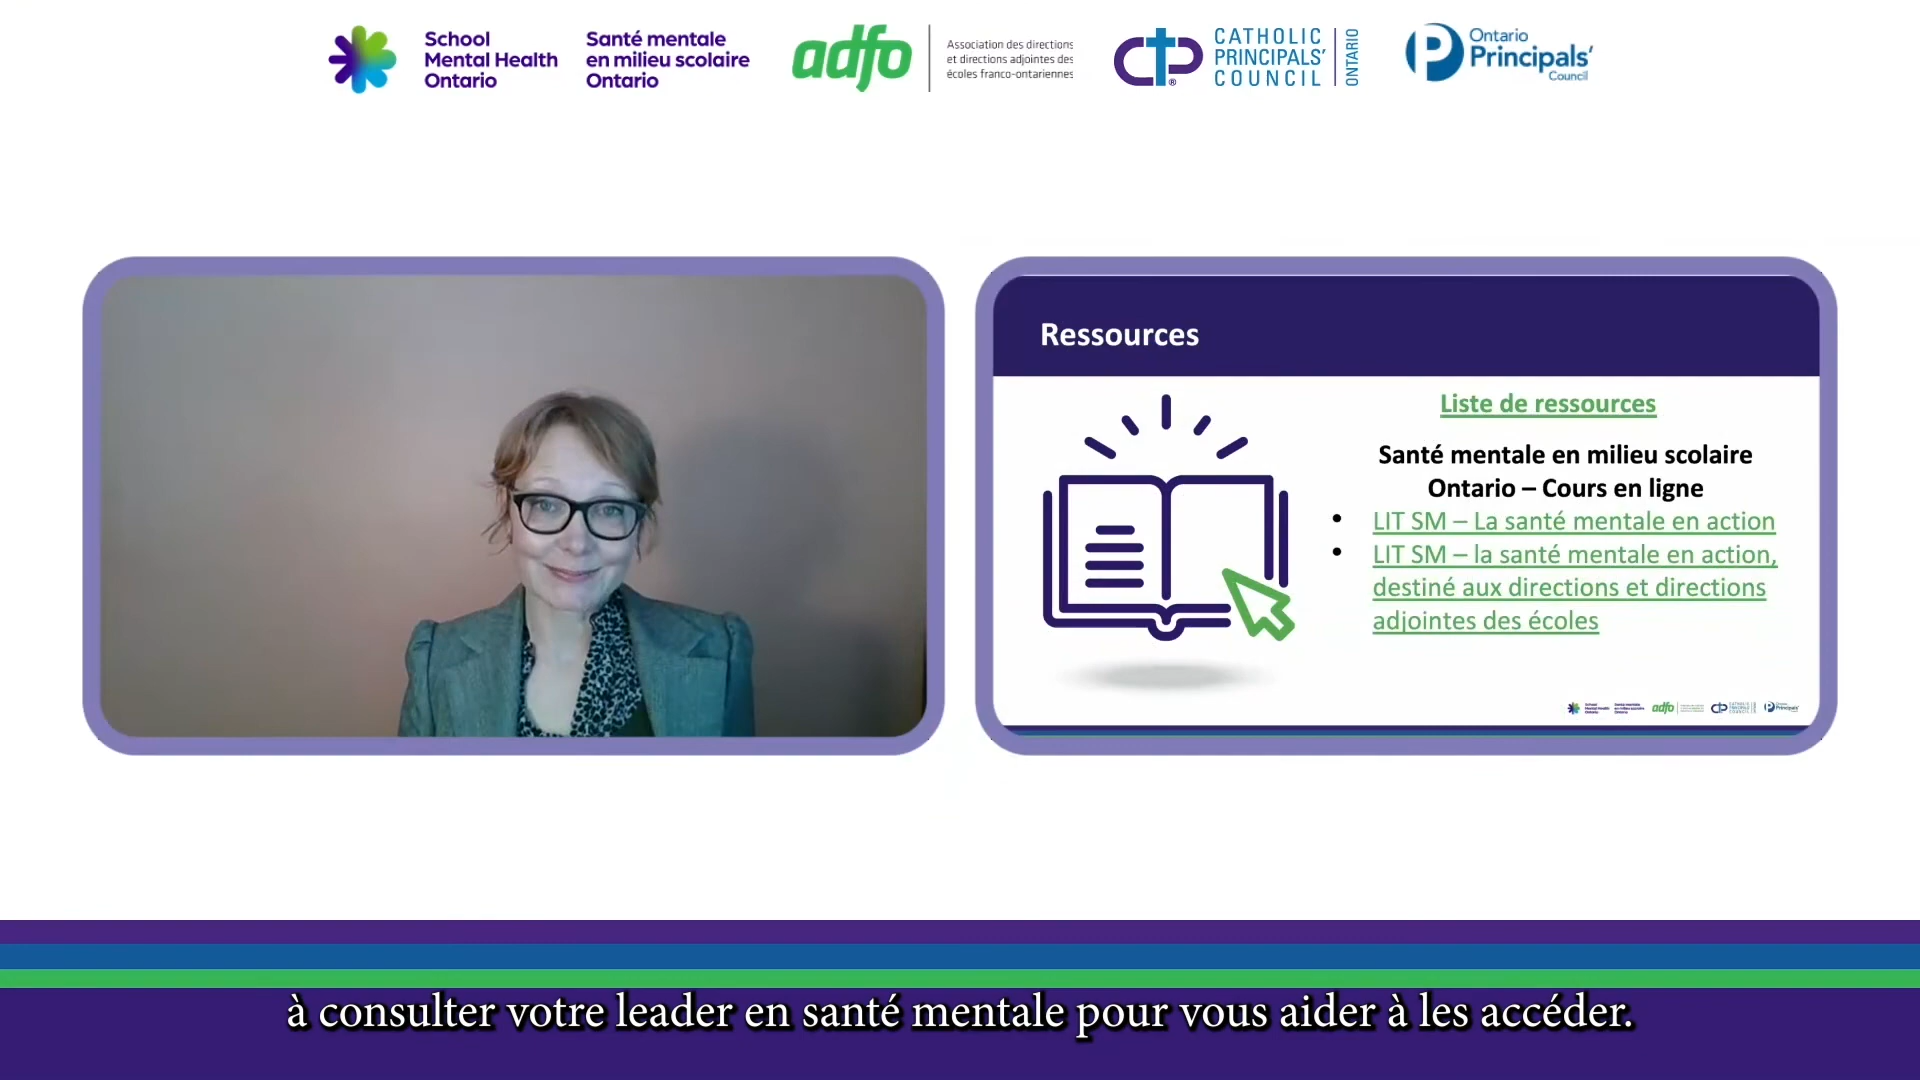 School
Mental Health
Ontario
Santé mentale
en milieu scolaire
Ontario
adfo
Association des directions
et directions adjointes des
écoles franco-ontariennes
CATHOLIC
PRINCIPALS'
COUNCIL
ONTARIO
Ontario
Principals'
Council
Ressources
Liste de ressources
Santé mentale en milieu scolaire
Ontario – Cours en ligne
• LIT SM – La santé mentale en action
• LIT SM – la santé mentale en action,
destiné aux directions et directions
adjointes des écoles
à consulter votre leader en santé mentale pour vous aider à les accéder.